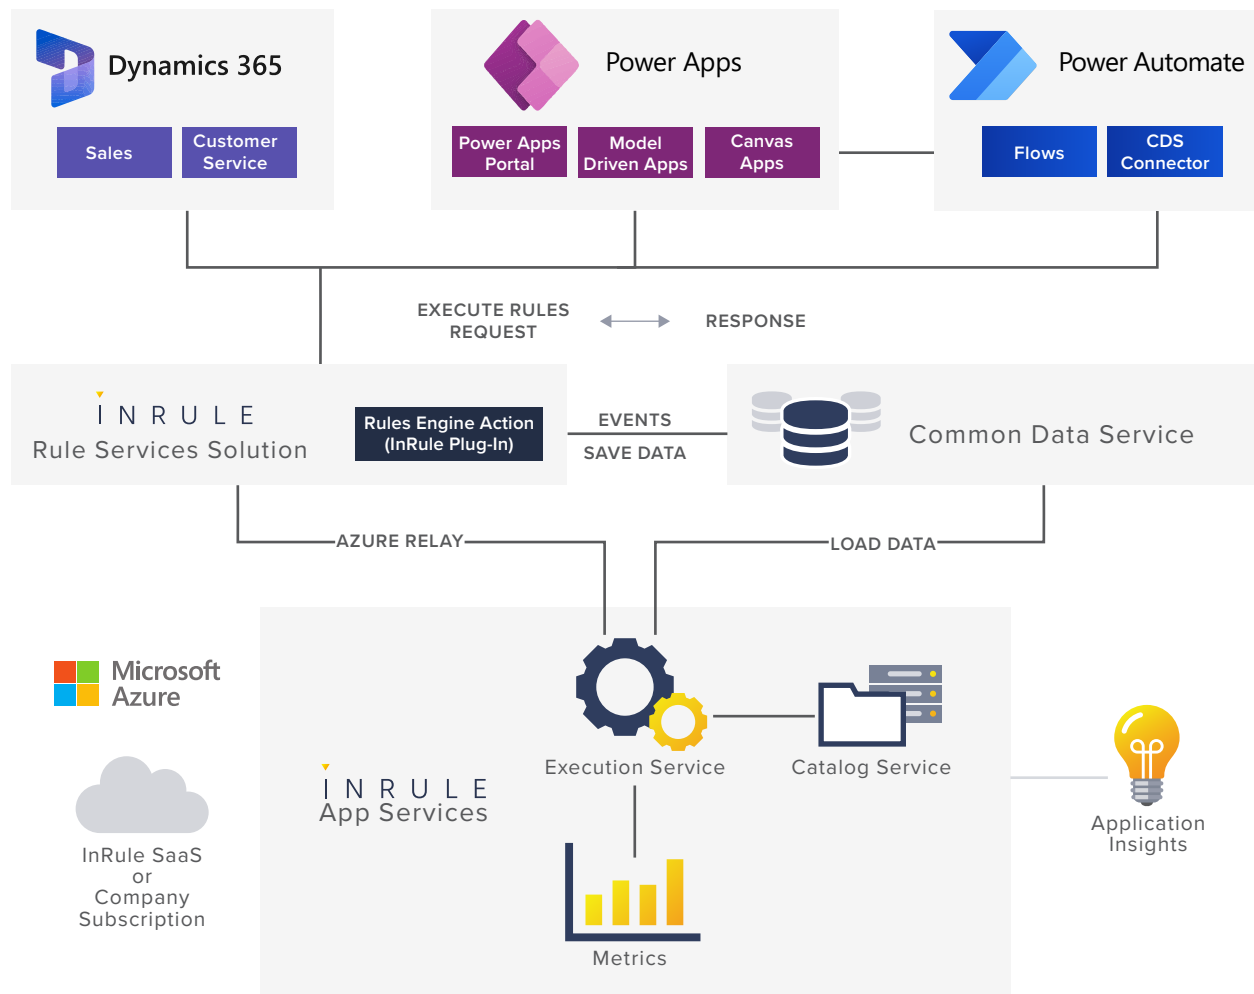 Dynamics 365
Sales
Customer
Service
Power Apps
Power Apps
Portal
Model
Driven Apps
Canvas
Apps
Power Automate
Flows
CDS
Connector
EXECUTE RULES
REQUEST
RESPONSE
INRULE
Rule Services Solution
Rules Engine Action
(InRule Plug-In)
EVENTS
SAVE DATA
Common Data Service
AZURE RELAY
LOAD DATA
Microsoft
Azure
InRule SaaS
or
Company
Subscription
INRULE
App Services
Execution Service
Catalog Service
Metrics
Application
Insights